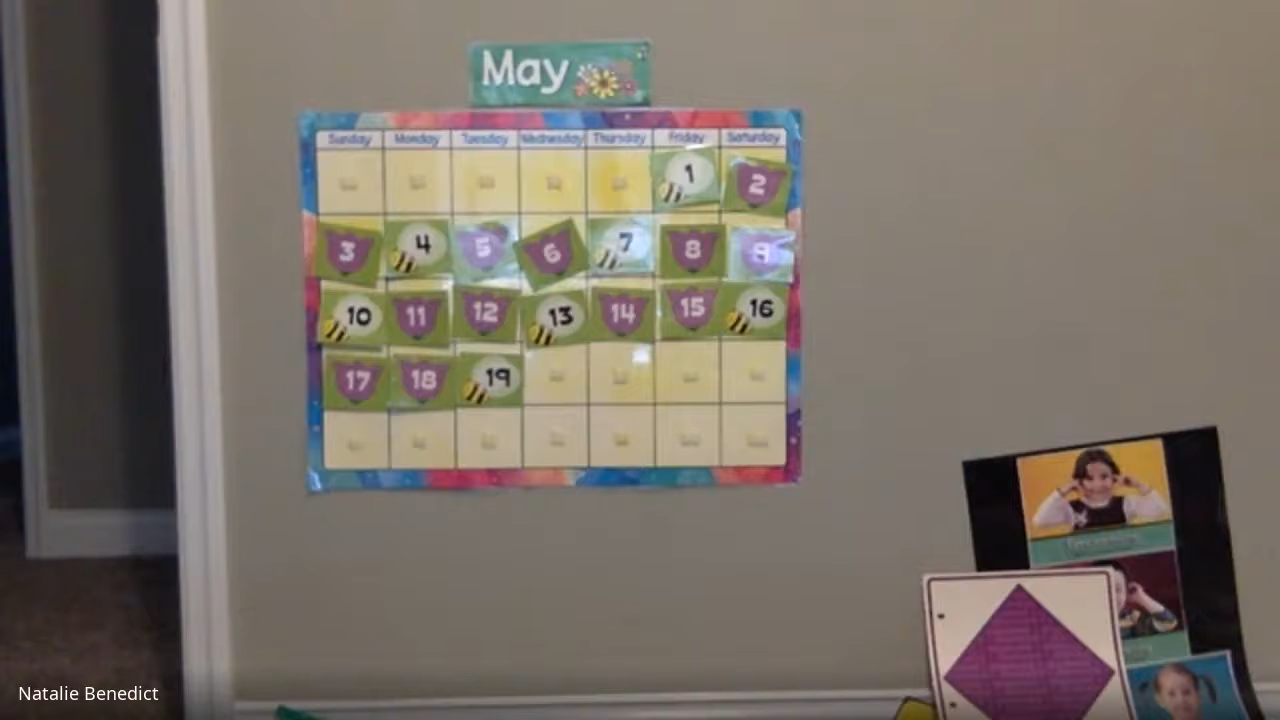 May
Sunday Monday Tuesday Wednesday Thursday Friday Saturday
1 2
3 4 5 6 7 8 9
10 11 12 13 14 15 16
17 18 19
Natalie Benedict